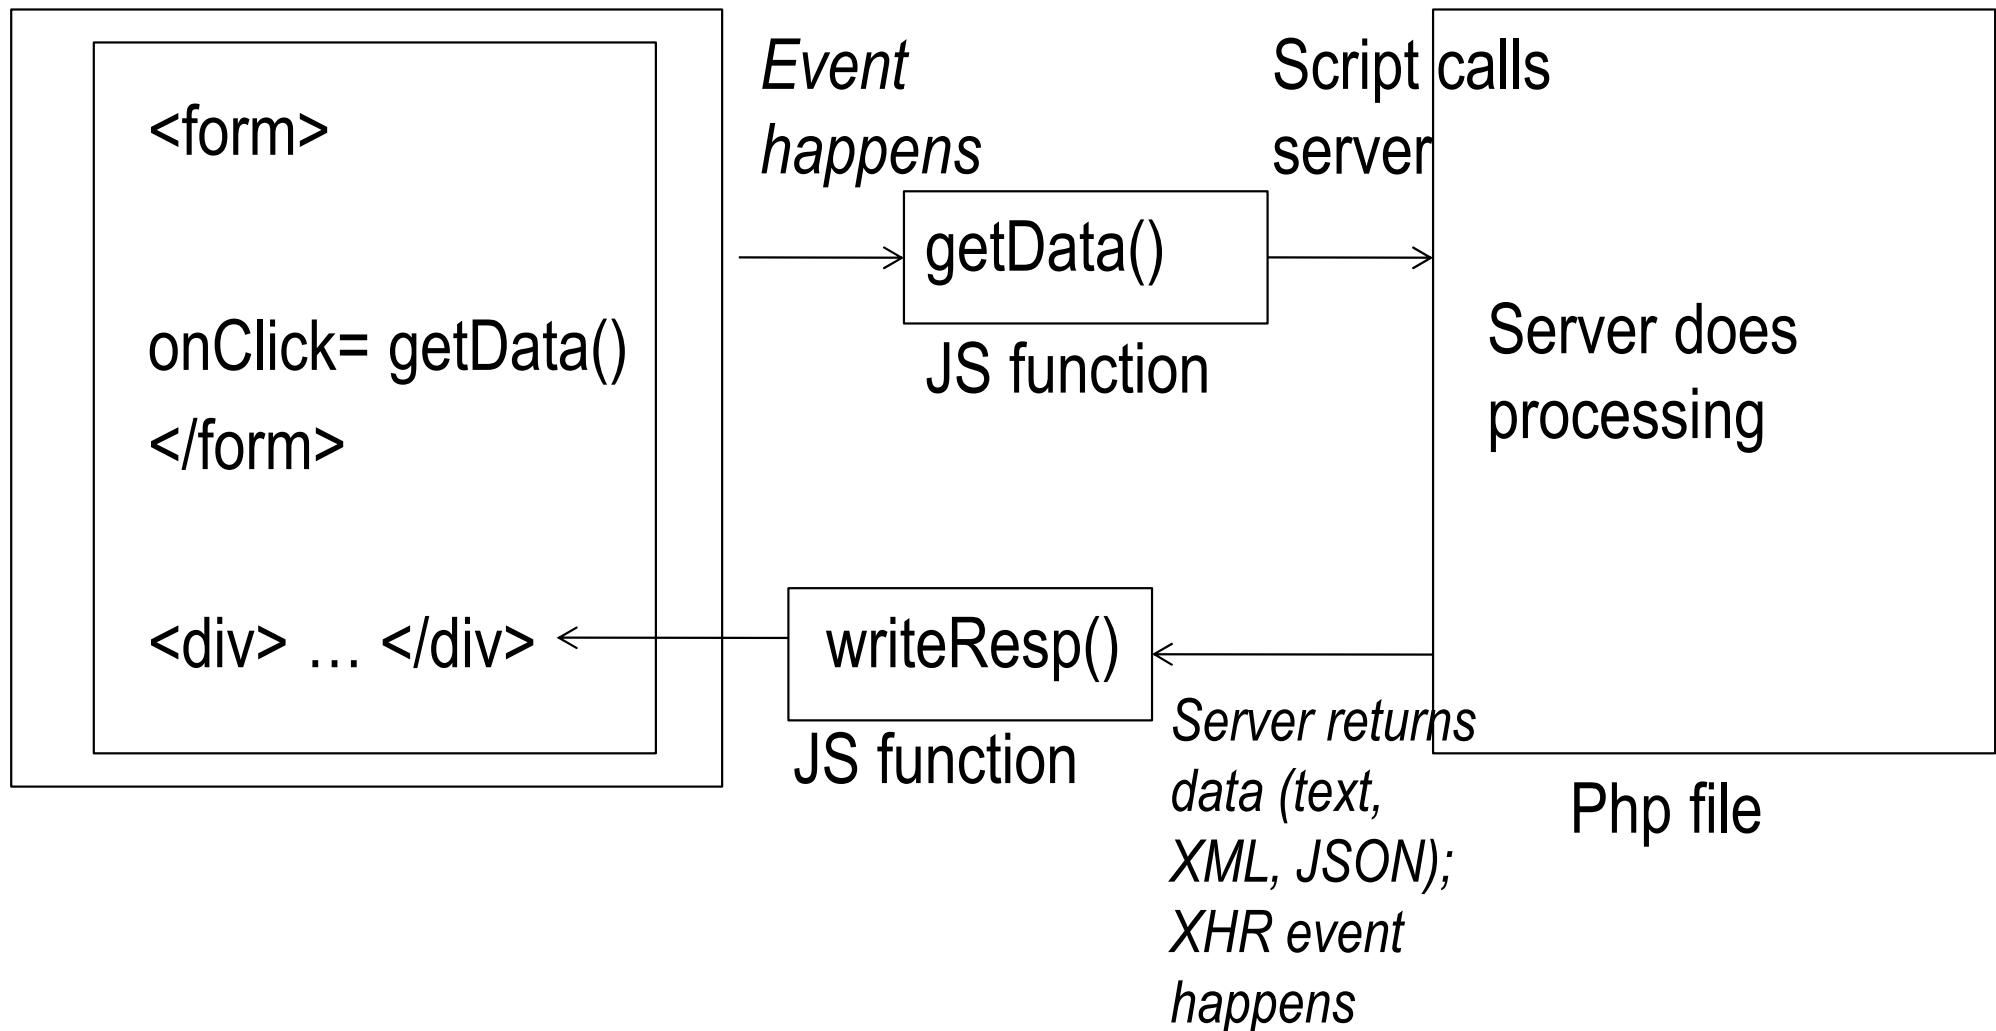 <form>
onClick= getData()
</form>
<div> … </div>
Event
happens
getData()
JS function
Script calls
server
Server does
processing
Php file
writeResp()
JS function
Server returns
data (text,
XML, JSON);
XHR event
happens